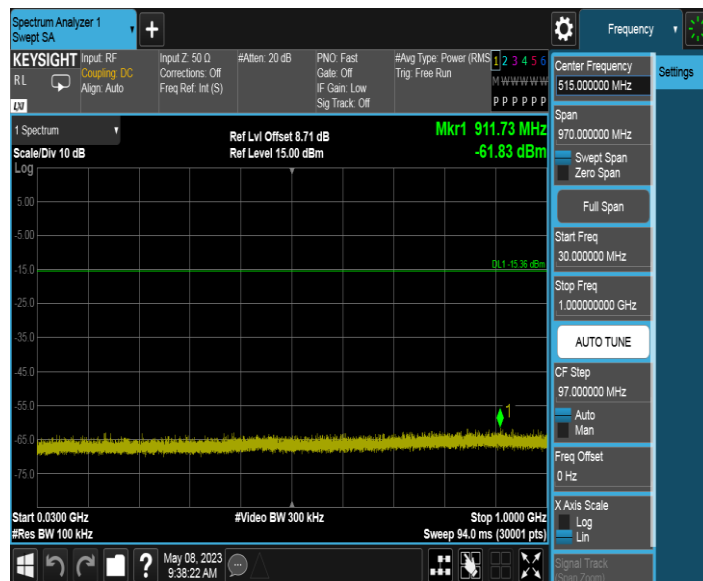 Spectrum Analyzer 1
Swept SA
+
Frequency
KEYSIGHT
RL
LXI
Input: RF
Coupling: DC
Align: Auto
Input Z: 50 Ω
Corrections: Off
Freq Ref: Int (S)
#Atten: 20 dB
PNO: Fast
Gate: Off
IF Gain: Low
Sig Track: Off
#Avg Type: Power (RMS
Trig: Free Run
1 2 3 4 5 6
M W W W W W
P P P P P P
Center Frequency
515.000000 MHz
Settings
Span
970.000000 MHz
Swept Span
Zero Span
Full Span
Start Freq
30.000000 MHz
Stop Freq
1.000000000 GHz
AUTO TUNE
CF Step
97.000000 MHz
Auto
Man
Freq Offset
0 Hz
X Axis Scale
Log
Lin
Signal Track
(Span Zoom)
1 Spectrum
Scale/Div 10 dB
Log
Ref Lvl Offset 8.71 dB
Ref Level 15.00 dBm
Mkr1 911.73 MHz
-61.83 dBm
5.00
-5.00
-15.0
DL1 -15.36 dBm
-25.0
-35.0
-45.0
-55.0
1
-65.0
-75.0
Start 0.0300 GHz
#Res BW 100 kHz
#Video BW 300 kHz
Stop 1.0000 GHz
Sweep 94.0 ms (30001 pts)
?
May 08, 2023
9:38:22 AM